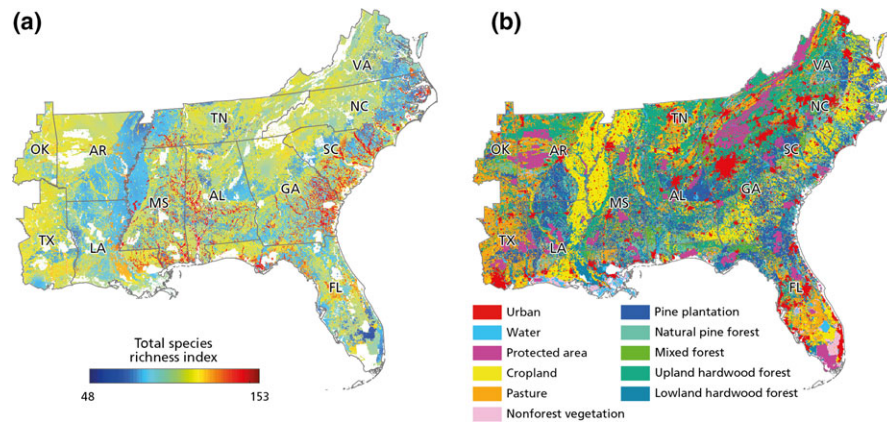 (a)
VA
TN
NC
OK
AR
SC
MS
AL
GA
TX
LA
FL
Total species
richness index
48
153
(b)
VA
TN
NC
OK
AR
SC
MS
AL
GA
TX
LA
FL
Urban
Water
Protected area
Cropland
Pasture
Nonforest vegetation
Pine plantation
Natural pine forest
Mixed forest
Upland hardwood forest
Lowland hardwood forest